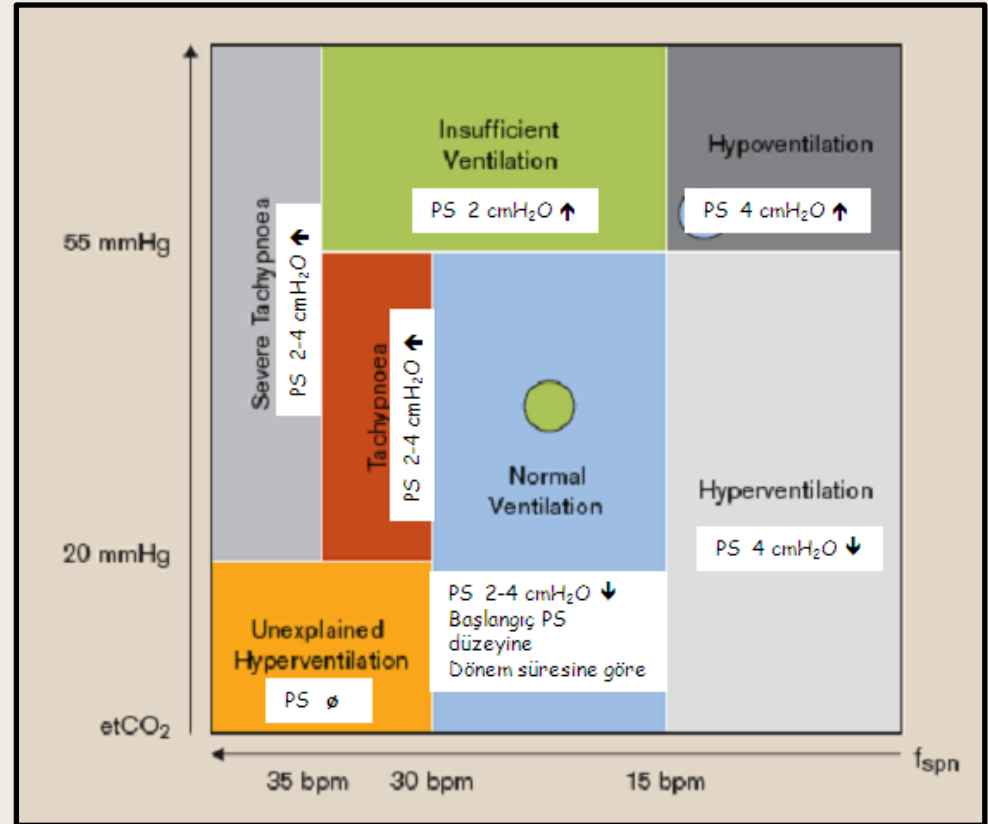 Insufficient
Ventilation
PS 2 cmH₂O ↑
Hypoventilation
PS 4 cmH₂O ↑
55 mmHg
Severe Tachypnoea
PS 2-4 cmH₂O ↑
Tachypnoea
PS 2-4 cmH₂O ↑
Normal
Ventilation
Hyperventilation
PS 4 cmH₂O ↓
20 mmHg
PS 2-4 cmH₂O ↓
Başlangıç PS
düzeyine
Dönem süresine göre
Unexplained
Hyperventilation
PS ø
etCO₂
fspn
35 bpm
30 bpm
15 bpm